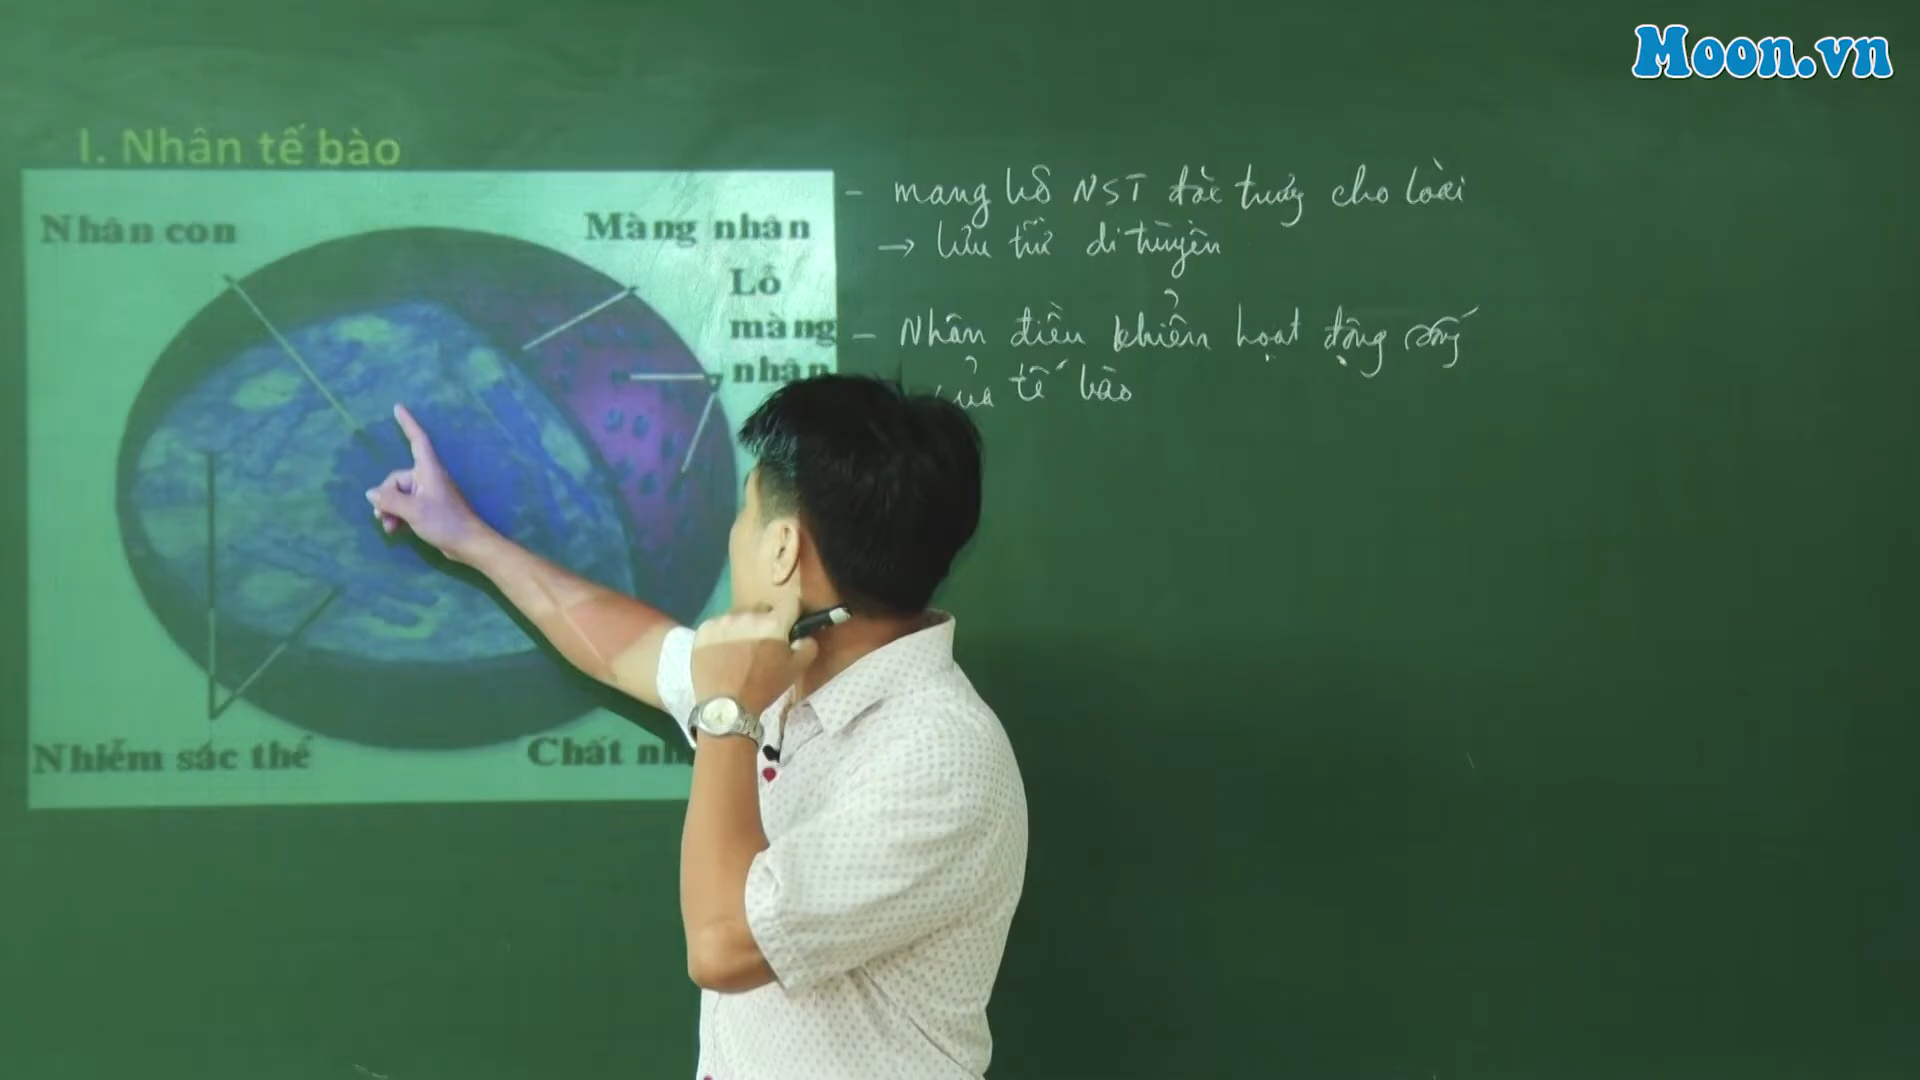 Moon.vn
I. Nhân tế bào
Nhân con
Màng nhân
Lỗ
màng
nhân
Nhiễm sắc thể
Chất
- mang bộ NST đặc trưng cho loài
→ lưu trữ di truyền
- Nhân điều khiển hoạt động sống
của tế bào